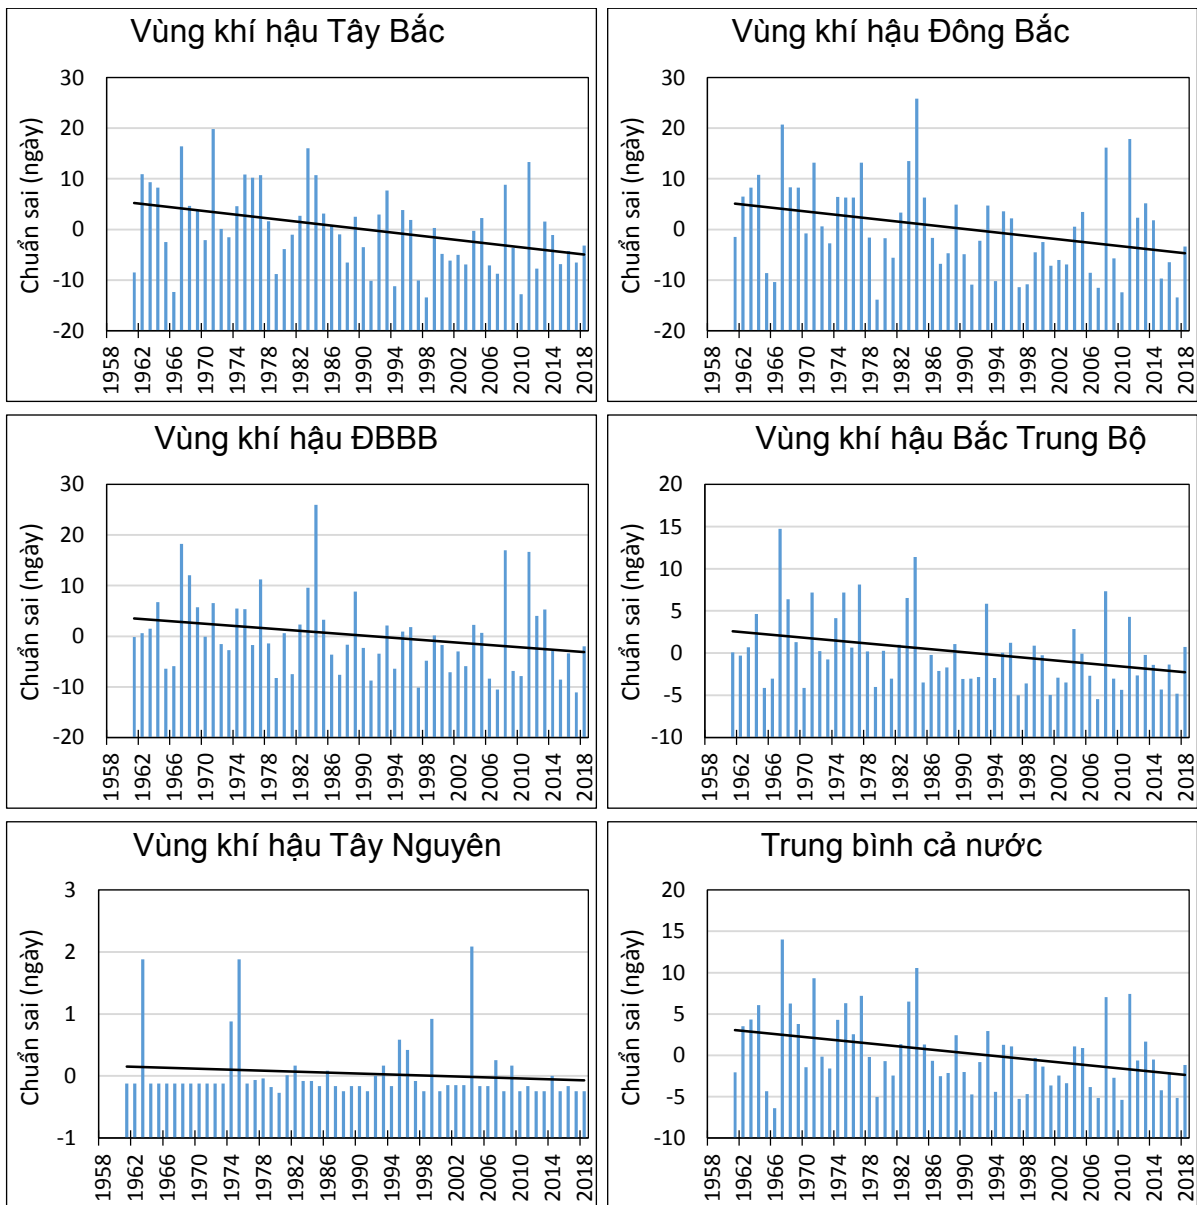 Vùng khí hậu Tây Bắc
Chuẩn sai (ngày)
30
20
10
0
-10
-20
1958 1962 1966 1970 1974 1978 1982 1986 1990 1994 1998 2002 2006 2010 2014 2018
Vùng khí hậu Đông Bắc
Chuẩn sai (ngày)
30
20
10
0
-10
-20
1958 1962 1966 1970 1974 1978 1982 1986 1990 1994 1998 2002 2006 2010 2014 2018
Vùng khí hậu ĐBBB
Chuẩn sai (ngày)
30
20
10
0
-10
-20
1958 1962 1966 1970 1974 1978 1982 1986 1990 1994 1998 2002 2006 2010 2014 2018
Vùng khí hậu Bắc Trung Bộ
Chuẩn sai (ngày)
20
15
10
5
0
-5
-10
1958 1962 1966 1970 1974 1978 1982 1986 1990 1994 1998 2002 2006 2010 2014 2018
Vùng khí hậu Tây Nguyên
Chuẩn sai (ngày)
3
2
1
0
-1
1958 1962 1966 1970 1974 1978 1982 1986 1990 1994 1998 2002 2006 2010 2014 2018
Trung bình cả nước
Chuẩn sai (ngày)
20
15
10
5
0
-5
-10
1958 1962 1966 1970 1974 1978 1982 1986 1990 1994 1998 2002 2006 2010 2014 2018